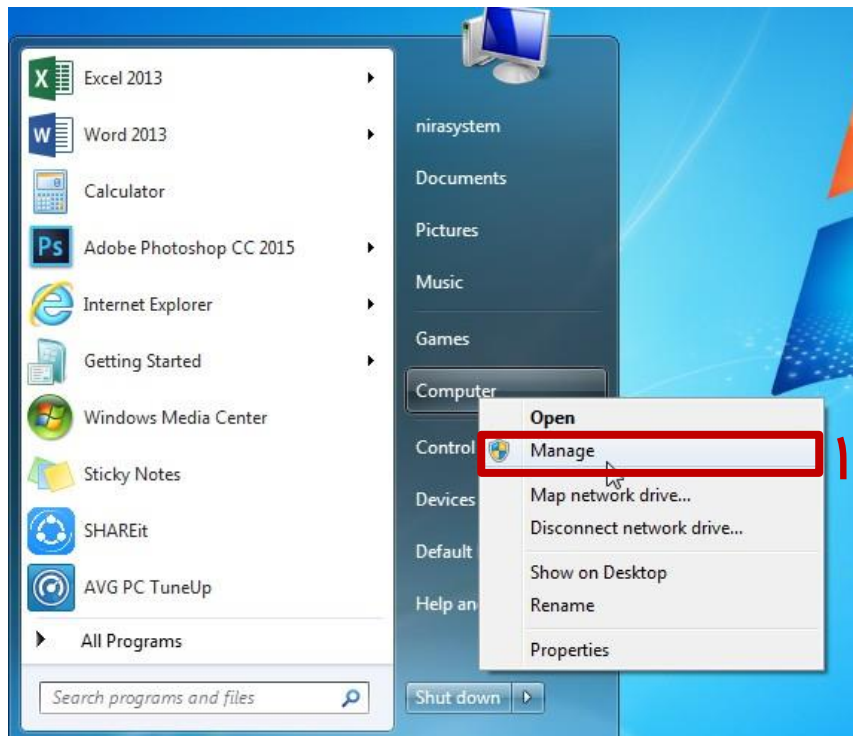 Excel 2013
Word 2013
Calculator
Adobe Photoshop CC 2015
Internet Explorer
Getting Started
Windows Media Center
Sticky Notes
SHAREit
AVG PC TuneUp
All Programs
Search programs and files
nirasystem
Documents
Pictures
Music
Games
Computer
Control
Devices
Default
Help an
Shut down
Open
Manage
Map network drive...
Disconnect network drive...
Show on Desktop
Rename
Properties
۱